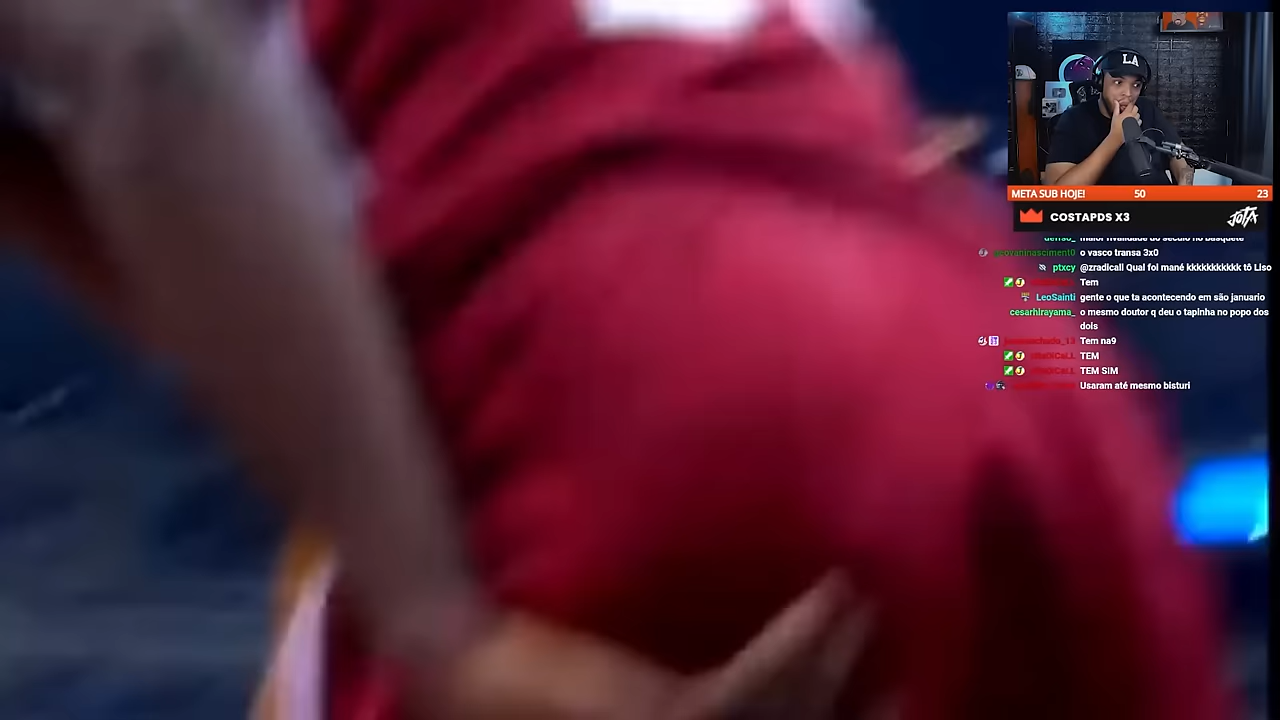 LA
META SUB HOJE! 50 23
COSTAPDS X3 JOTA
maior rivalidade do século no basquete
o vasco transa 3x0
ptxcy @zradicall Qual foi mané kkkkkkkkkkk tô Liso
Tem
LeoSainti gente o que ta acontecendo em são januario
cesarhirayama_ o mesmo doutor q deu o tapinha no popo dos
dois
Tem na9
TEM
TEM SIM
Usaram até mesmo bisturi